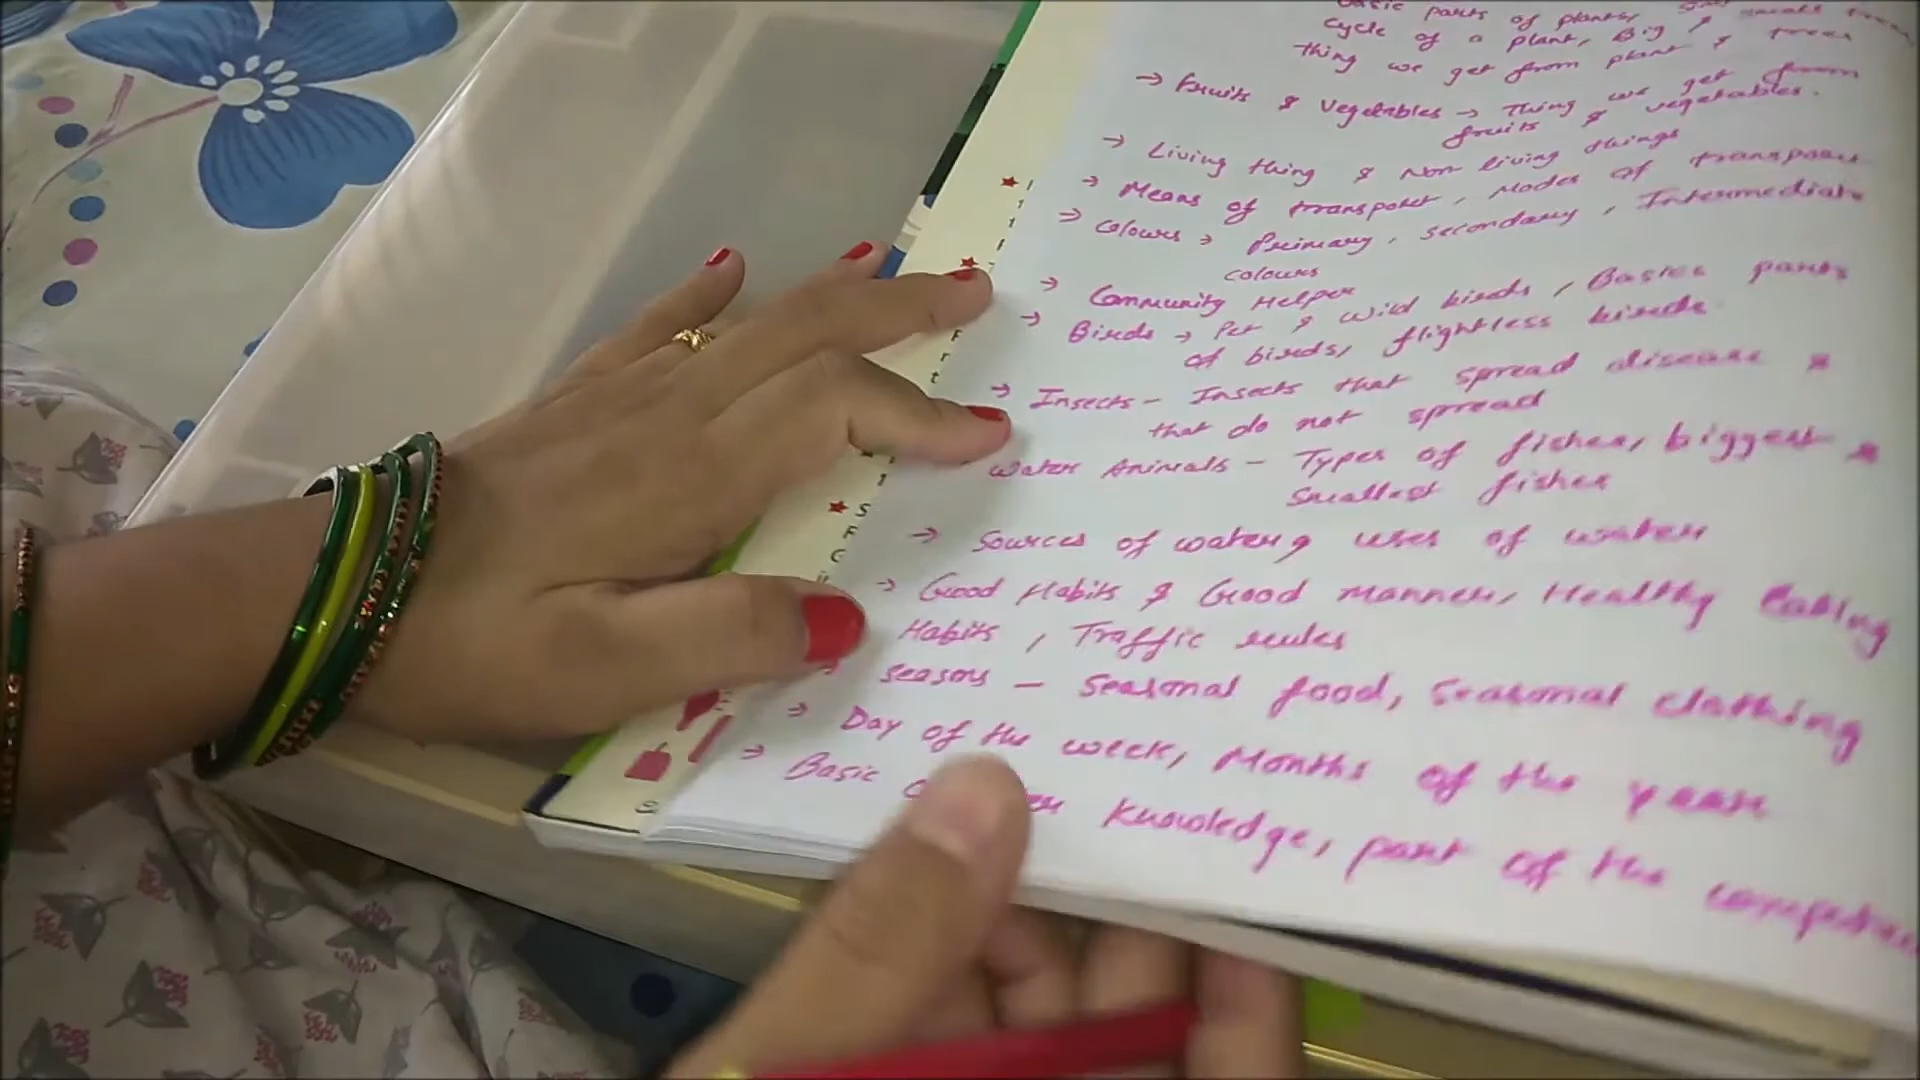 Basic parts of plants,
cycle of a plant, Big &
thing we get from plant & trees
→ Fruits & Vegetables → Thing we get from
fruits & vegetables.
→ Living thing & Non living things
→ Means of transport, Modes of transport
→ Colours → Primary, secondary, Intermediate
colours
→ Community Helper
→ Birds → Pet & wild birds, Basics parts
of birds, flightless birds.
→ Insects - Insects that spread disease &
that do not spread
Water Animals - Types of fishes, biggest &
Smallest fishes
→ Sources of water, uses of water
→ Good Habits & Good manners, Healthy Eating
Habits, Traffic rules
seasons - Seasonal food, Seasonal clothing
→ Day of the week, Months of the year
→ Basic Knowledge, part of the computer